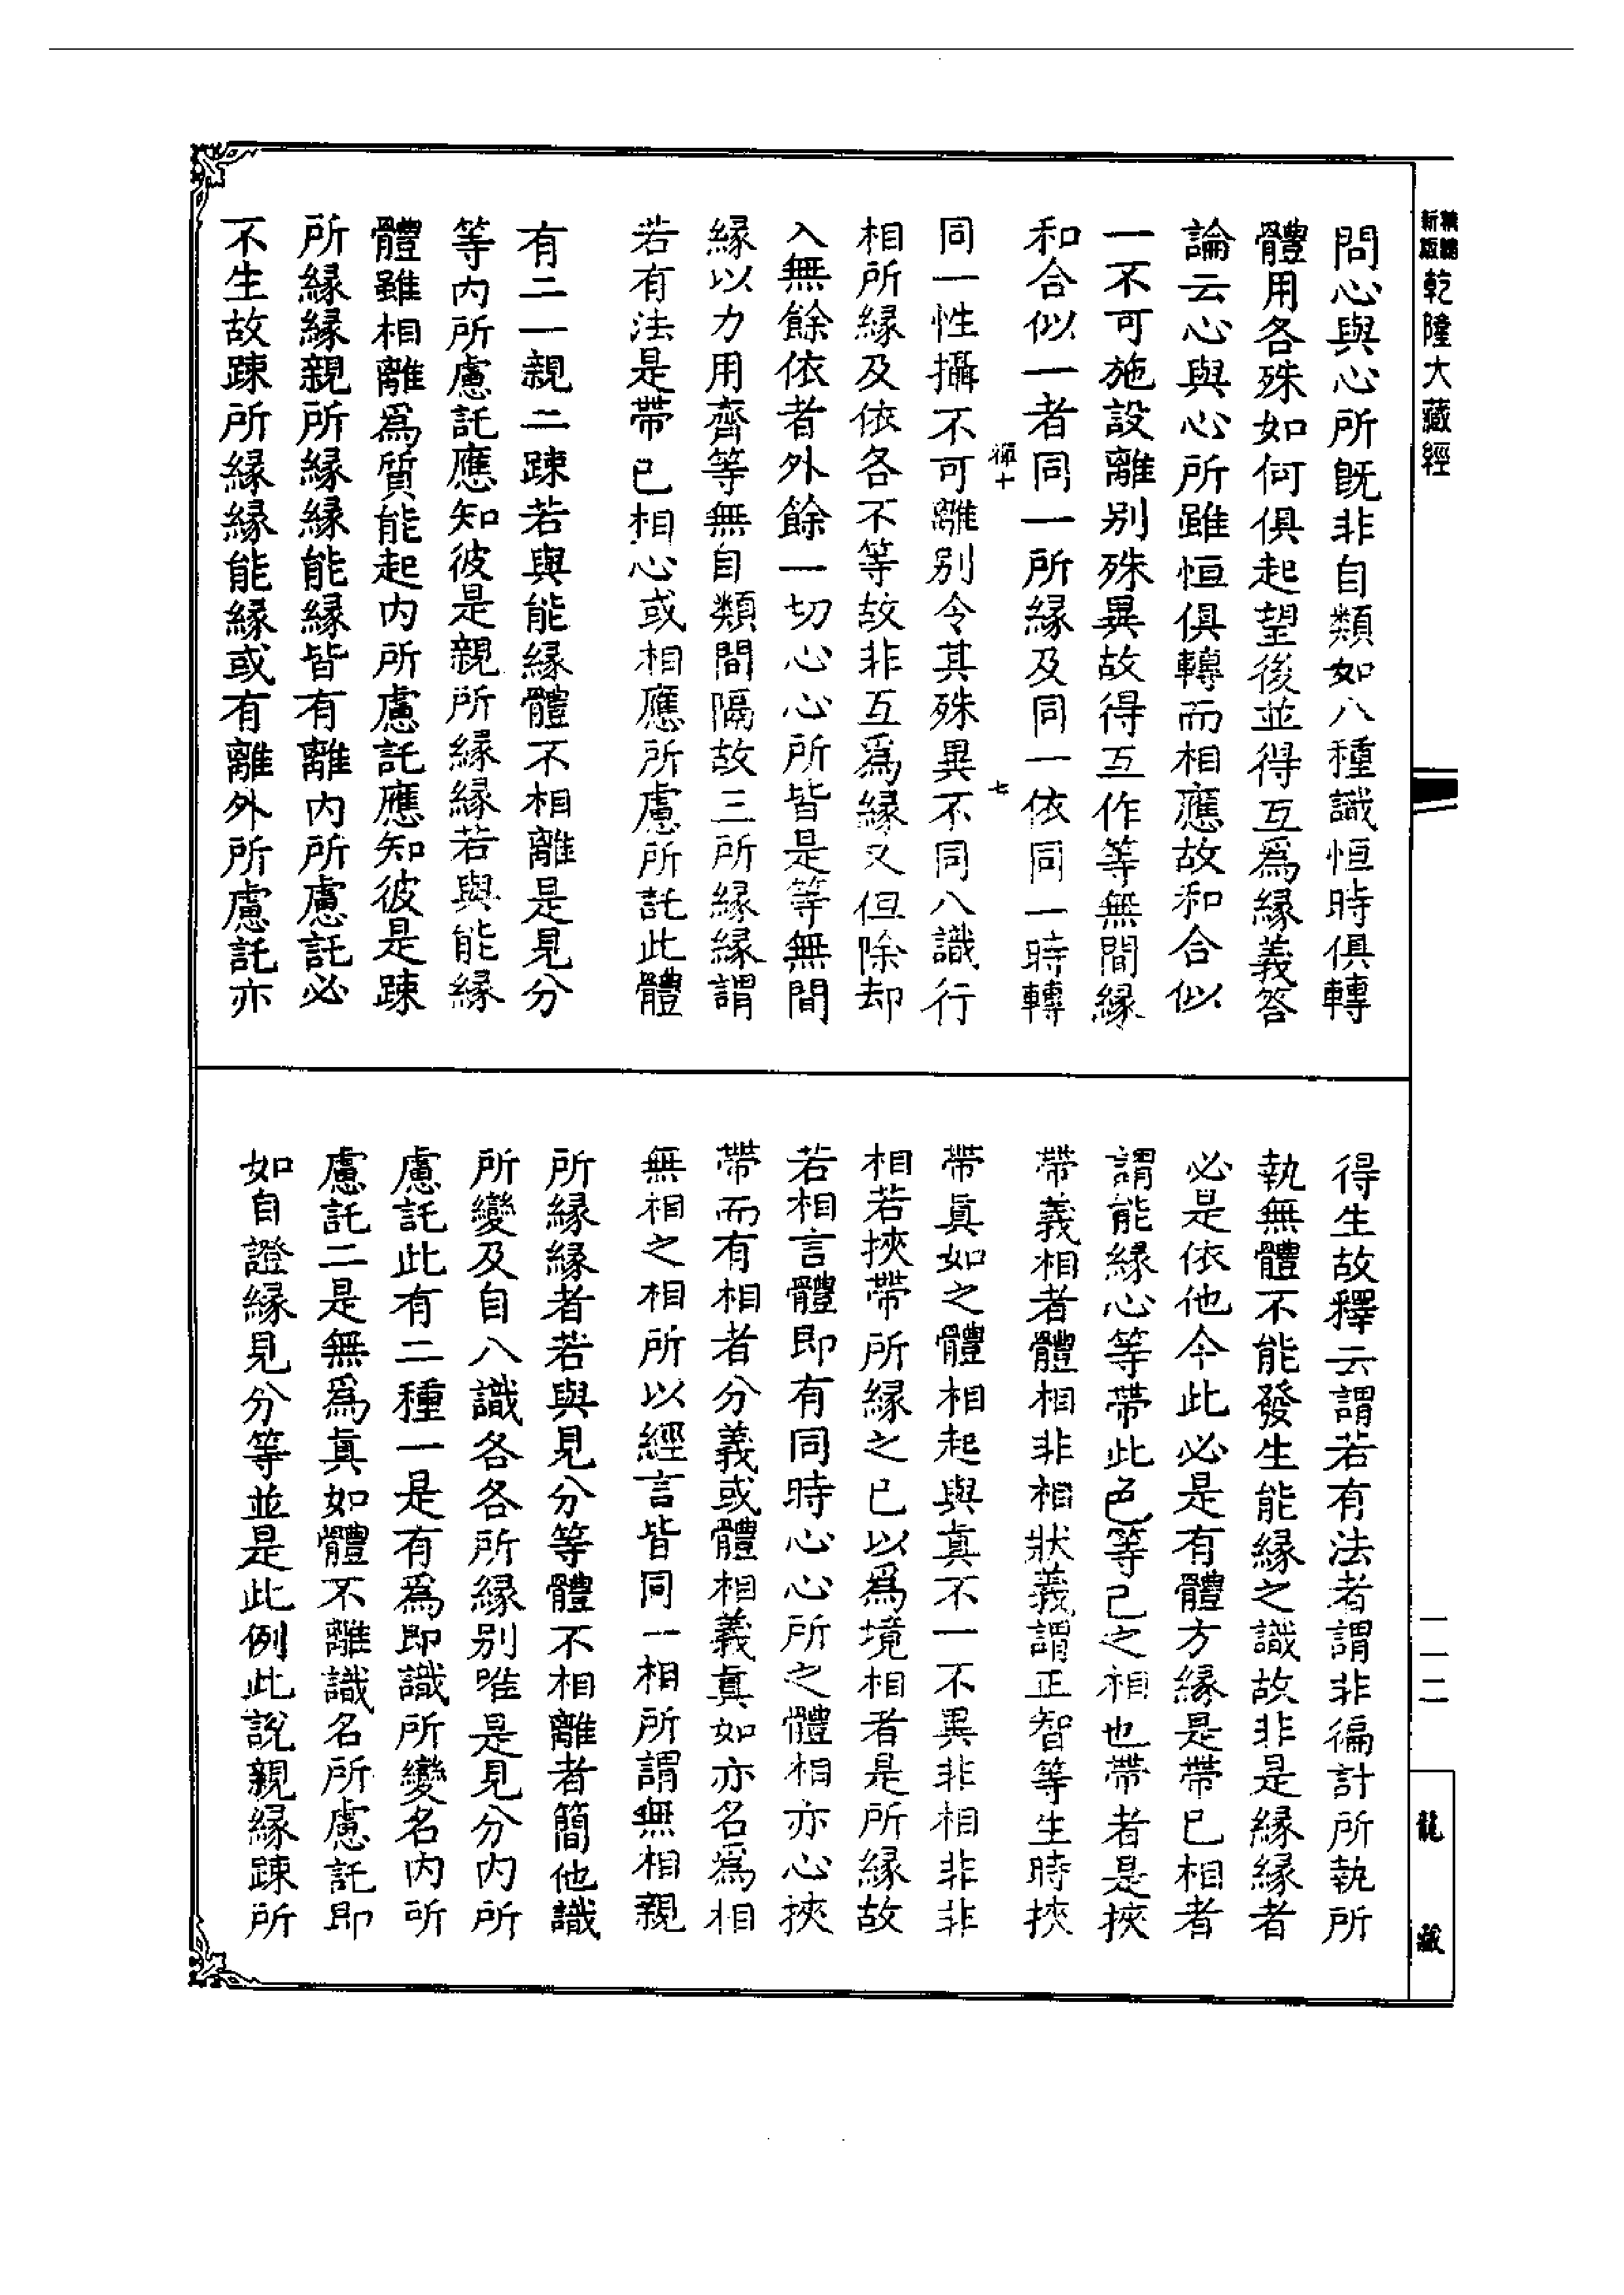 新版
乾隆大藏經
問心與心所旣非自類如八種識恒時俱轉
體用各殊如何俱起望後並得互爲緣義答
論云心與心所雖恒俱轉而相應故和合似
一不可施設離別殊異故得互作等無間緣
和合似一者同一所緣及同一依同一時轉
同一性攝不可離別令其殊異不同八識行
相所緣及依各不等故非互爲緣又但除却
入無餘依者外餘一切心心所皆是等無間
緣以力用齊等無自類間隔故三所緣緣謂
若有法是帶已相心或相應所慮所託此體
有二一親二踈若與能緣體不相離是見分
等內所慮託應知彼是親所緣緣若與能緣
體雖相離爲質能起內所慮託應知彼是踈
所緣緣親所緣緣能緣皆有離內所慮託必
不生故踈所緣緣能緣或有離外所慮託亦
得生故釋云謂若有法者謂非徧計所執所
執無體不能發生能緣之識故非是緣緣者
必是依他今此必是有體方緣是帶已相者
謂能緣心等帶此色等己之相也帶者是挾
帶義相者體相非相狀義謂正智等生時挾
帶眞如之體相起與眞不一不異非相非非
相若挾帶所緣之已以爲境相者是所緣故
若相言體即有同時心心所之體相亦心挾
帶而有相者分義或體相義眞如亦名爲相
無相之相所以經言皆同一相所謂無相親
所緣緣者若與見分等體不相離者簡他識
所變及自八識各各所緣別唯是見分內所
慮託此有二種一是有爲即識所變名內所
慮託二是無爲眞如體不離識名所慮託即
如自證緣見分等並是此例此說親緣踈所
一一二
龍藏
七